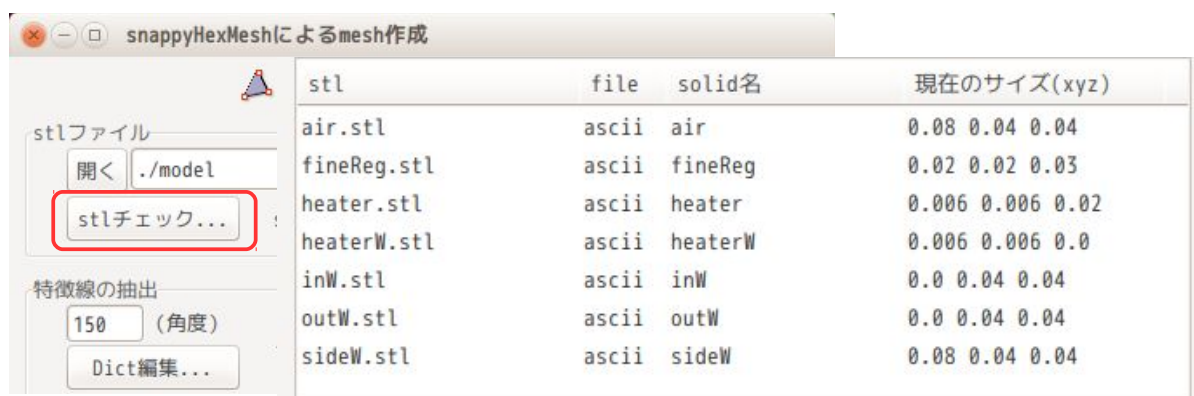 snappyHexMeshによるmesh作成
stlファイル
開く ./model
stlチェック...
特徴線の抽出
150 (角度)
Dict編集...
stl file solid名 現在のサイズ(xyz)
air.stl ascii air 0.08 0.04 0.04
fineReg.stl ascii fineReg 0.02 0.02 0.03
heater.stl ascii heater 0.006 0.006 0.02
heaterW.stl ascii heaterW 0.006 0.006 0.0
inW.stl ascii inW 0.0 0.04 0.04
outW.stl ascii outW 0.0 0.04 0.04
sideW.stl ascii sideW 0.08 0.04 0.04